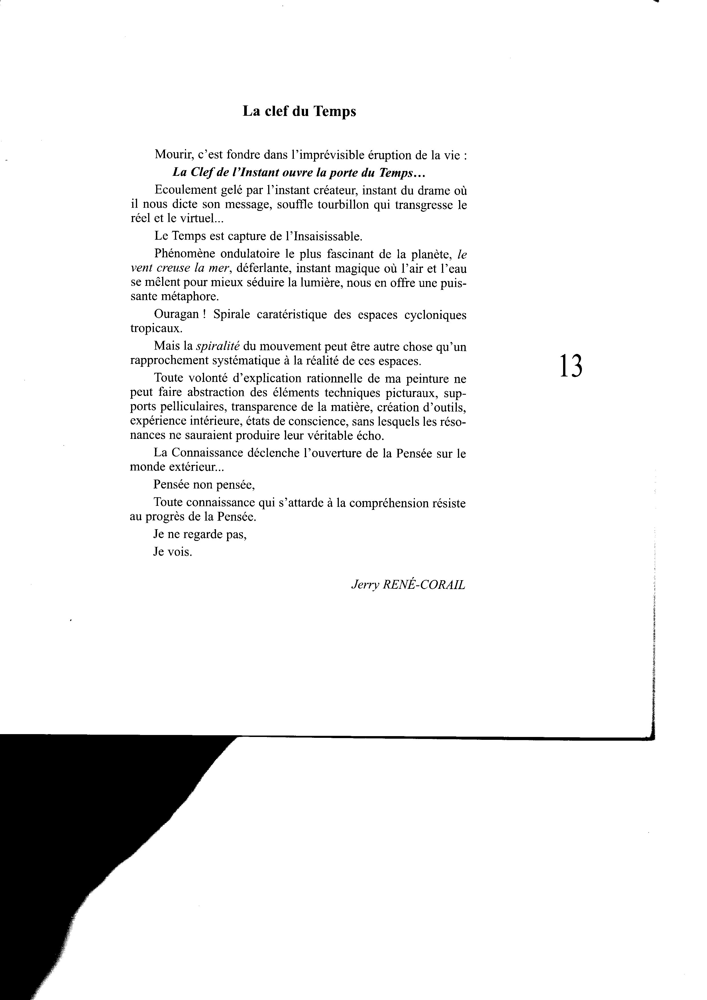 La clef du Temps
Mourir, c’est fondre dans l’imprévisible éruption de la vie :
La Clef de l’Instant ouvre la porte du Temps...
Ecoulement gelé par l’instant créateur, instant du drame où
il nous dicte son message, souffle tourbillon qui transgresse le
réel et le virtuel...
Le Temps est capture de l’Insaisissable.
Phénomène ondulatoire le plus fascinant de la planète, le
vent creuse la mer, déferlante, instant magique où l’air et l’eau
se mêlent pour mieux séduire la lumière, nous en offre une puis-
sante métaphore.
Ouragan ! Spirale caratéristique des espaces cycloniques
tropicaux.
Mais la spiralité du mouvement peut être autre chose qu’un
rapprochement systématique à la réalité de ces espaces.
Toute volonté d’explication rationnelle de ma peinture ne
peut faire abstraction des éléments techniques picturaux, sup-
ports pelliculaires, transparence de la matière, création d’outils,
expérience intérieure, états de conscience, sans lesquels les réso-
nances ne sauraient produire leur véritable écho.
La Connaissance déclenche l’ouverture de la Pensée sur le
monde extérieur...
Pensée non pensée,
Toute connaissance qui s’attarde à la compréhension résiste
au progrès de la Pensée.
Je ne regarde pas,
Je vois.
Jerry RENÉ-CORAIL
13